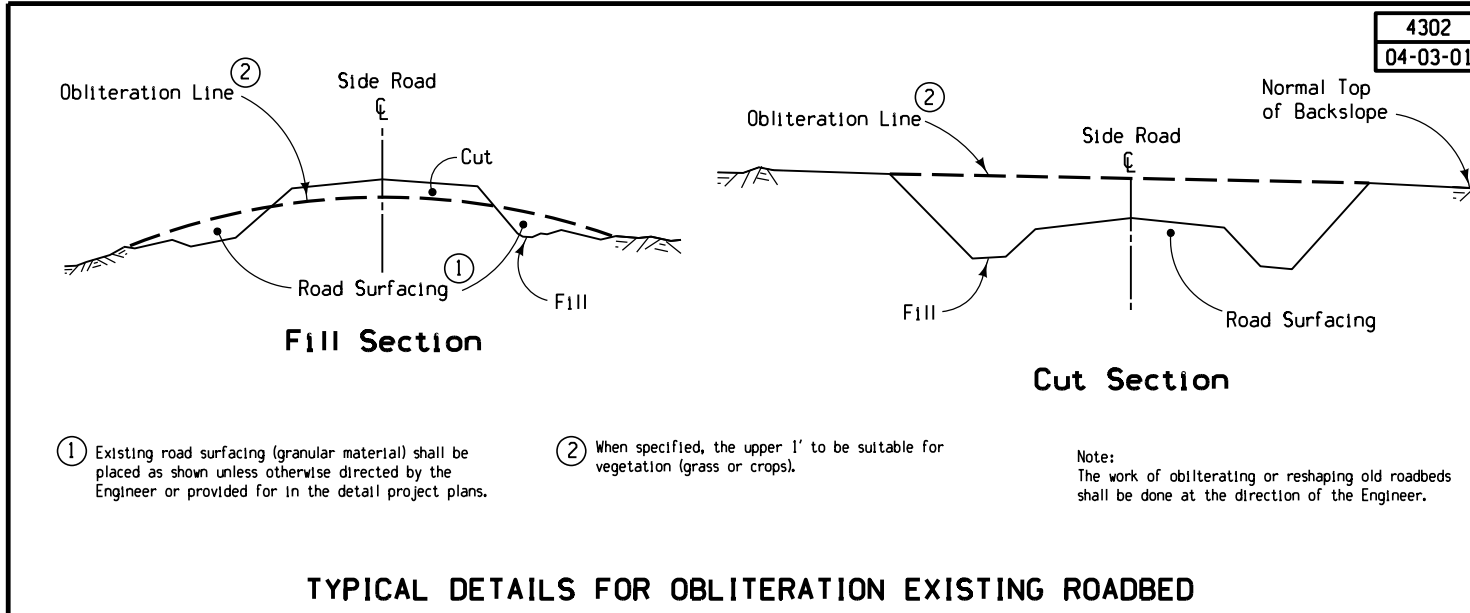 4302
04-03-01
Obliteration Line
2
Side Road
℄
Cut
Road Surfacing
1
Fill
Fill Section
Obliteration Line
2
Side Road
℄
Normal Top
of Backslope
Fill
Road Surfacing
Cut Section
1 Existing road surfacing (granular material) shall be
placed as shown unless otherwise directed by the
Engineer or provided for in the detail project plans.
2 When specified, the upper 1' to be suitable for
vegetation (grass or crops).
Note:
The work of obliterating or reshaping old roadbeds
shall be done at the direction of the Engineer.
TYPICAL DETAILS FOR OBLITERATION EXISTING ROADBED